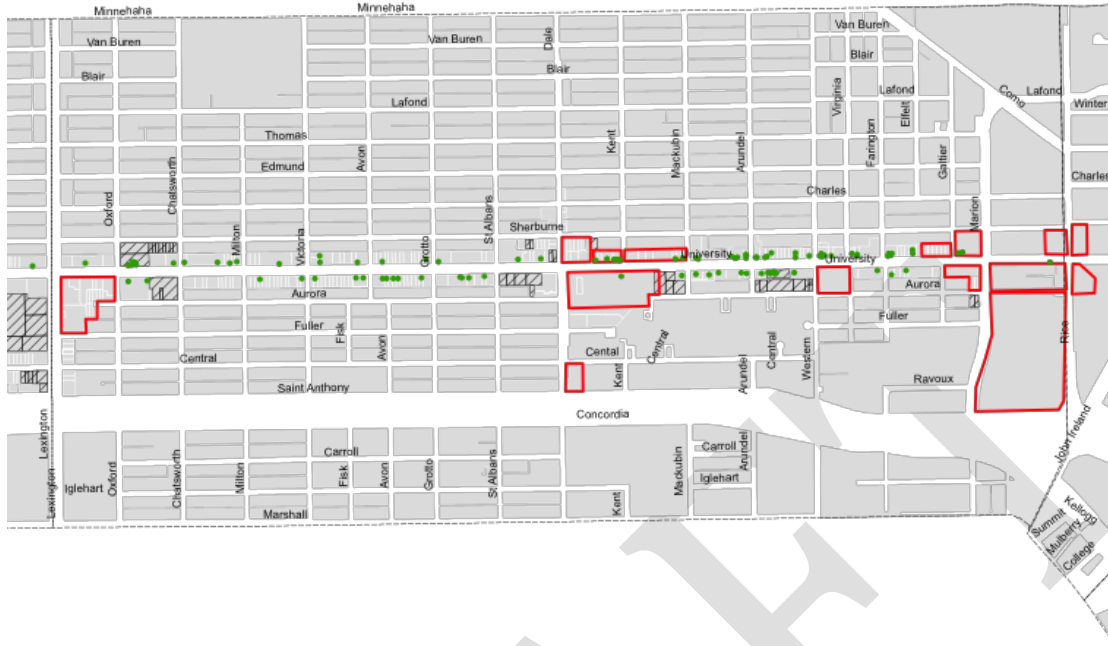 Minnehaha
Minnehaha
Van Buren
Van Buren
Dale
Van Buren
Blair
Blair
Blair
Lafond
Virginia
Lafond
Elfelt
Como
Lafond
Winter
Thomas
Kent
Mackubin
Arundel
Farrington
Galtier
Edmund
Avon
Chatsworth
Oxford
Charles
Charles
Marion
St Albans
Sherburne
Milton
Victoria
Grotto
University
University
Aurora
Aurora
Fuller
Fisk
Avon
Fuller
Rice
Central
Cental
Central
Central
Western
Saint Anthony
Kent
Arundel
Ravoux
Concordia
Lexington
Lexington
John Ireland
Carroll
Carroll
Arundel
Iglehart
Oxford
Chatsworth
Milton
Fisk
Avon
Grotto
St Albans
Mackubin
Iglehart
Marshall
Kent
Kellogg
Summit
Mulberry
College